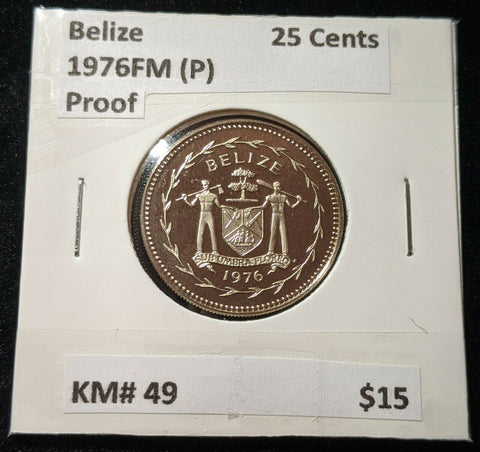 Belize 25 Cents
1976FM (P)
Proof
BELIZE
SUB UMBRA FLOREO
1976
KM# 49 $15